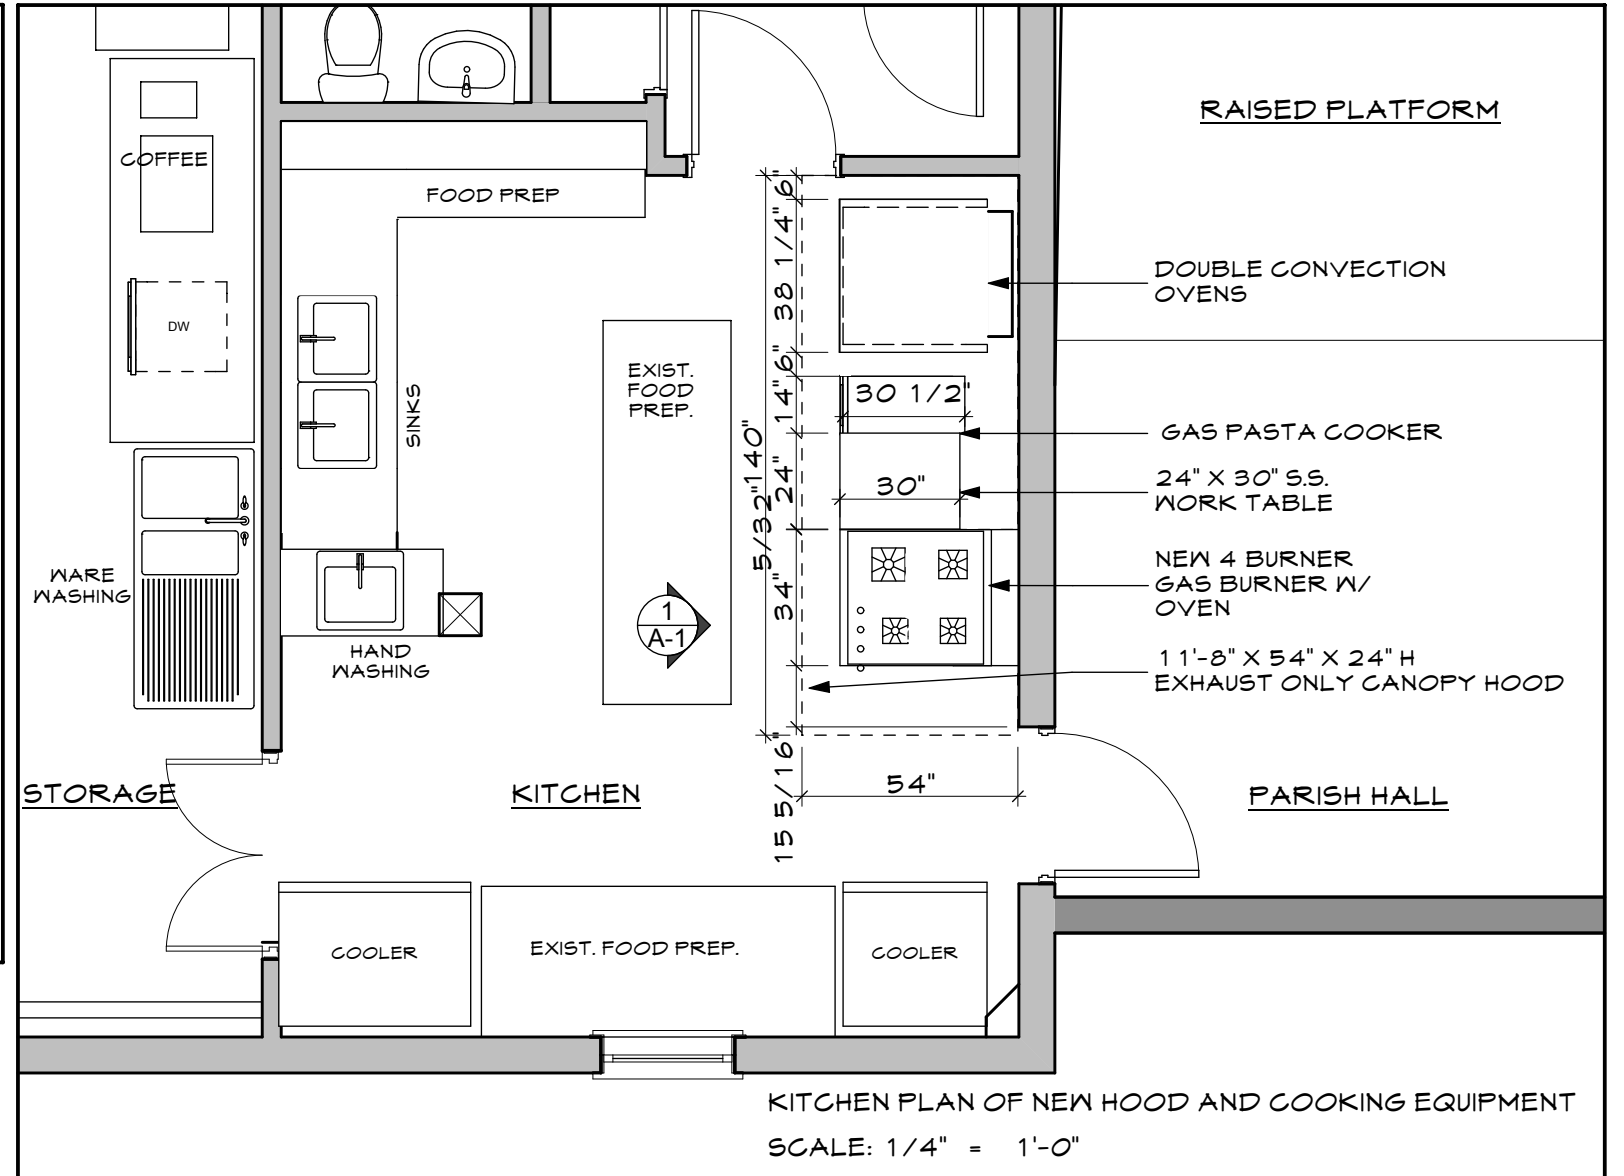 RAISED PLATFORM
COFFEE
FOOD PREP
6"
38 1/4"
DOUBLE CONVECTION
OVENS
DW
EXIST.
FOOD
PREP.
6"
SINKS
14"
30 1/2"
GAS PASTA COOKER
140"
5/32"
24"
30"
24" X 30" S.S.
WORK TABLE
NEW 4 BURNER
GAS BURNER W/
OVEN
34"
WARE
WASHING
1
A-1
HAND
WASHING
11'-8" X 54" X 24" H
EXHAUST ONLY CANOPY HOOD
15 5/16"
54"
STORAGE
KITCHEN
PARISH HALL
COOLER
EXIST. FOOD PREP.
COOLER
KITCHEN PLAN OF NEW HOOD AND COOKING EQUIPMENT
SCALE: 1/4" = 1'-0"